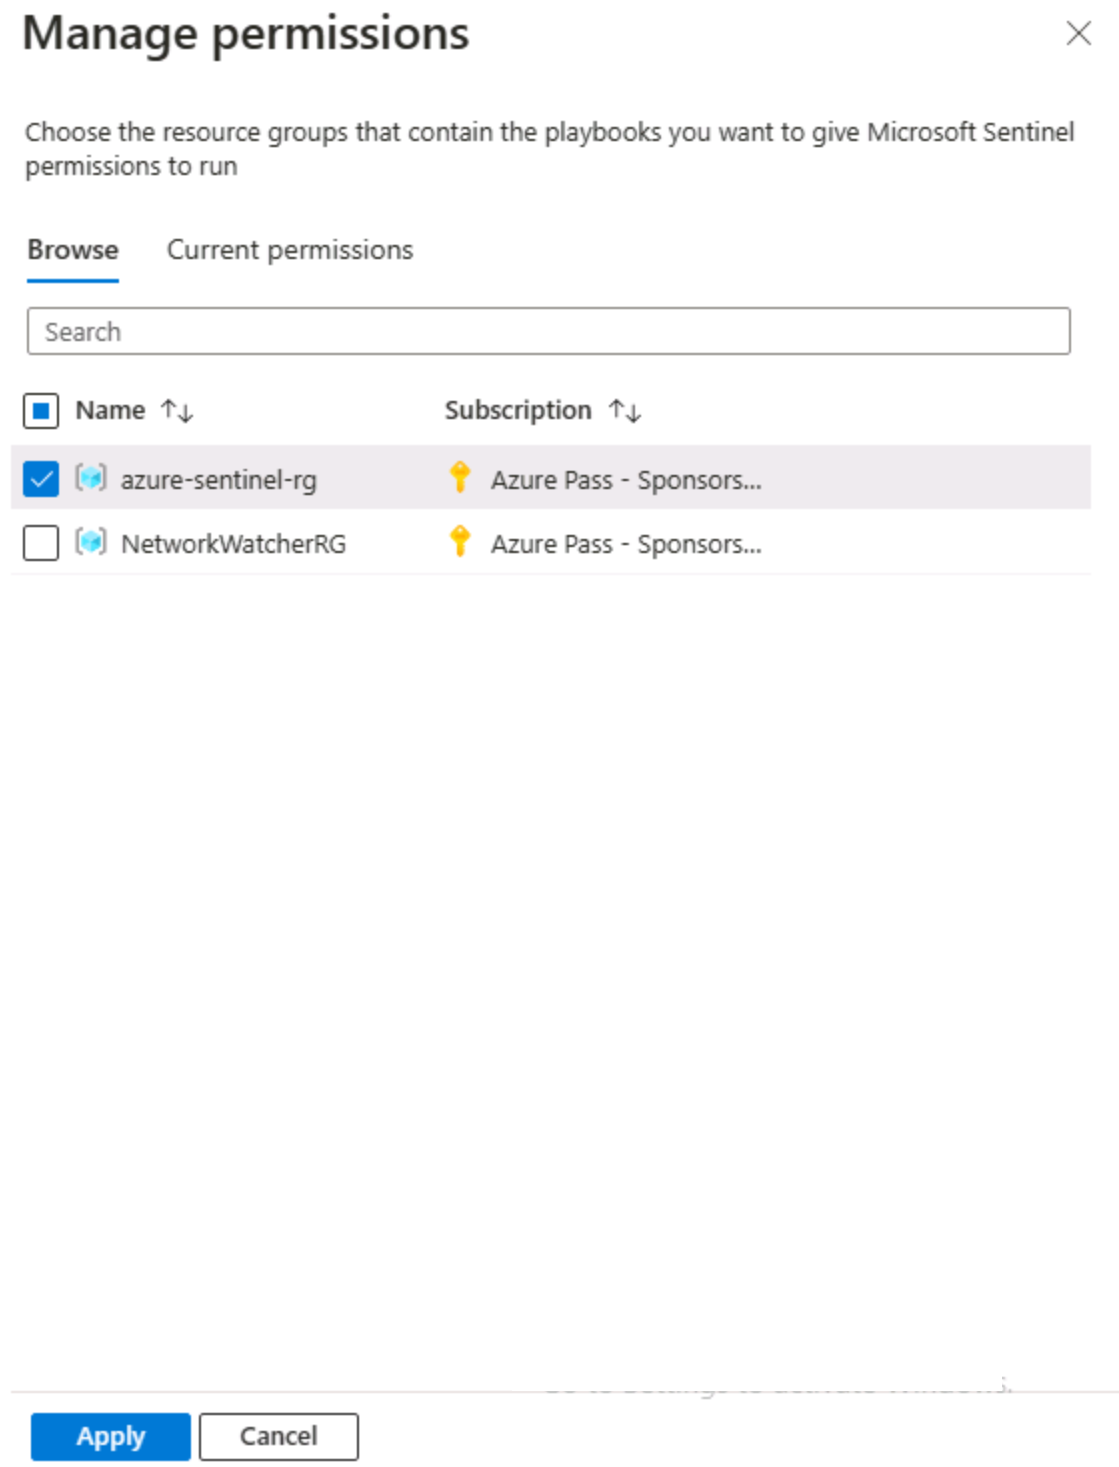 Manage permissions
Choose the resource groups that contain the playbooks you want to give Microsoft Sentinel
permissions to run
Browse Current permissions
Search
Name Subscription
azure-sentinel-rg Azure Pass - Sponsors...
NetworkWatcherRG Azure Pass - Sponsors...
Apply Cancel